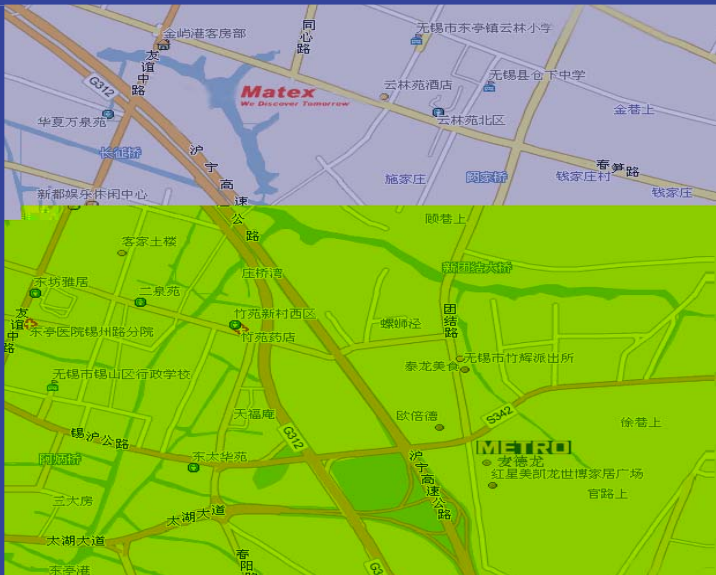 金屿港客房部
同心路
无锡市东亭镇云林小学
友谊中路
G312
Matex
We Discover Tomorrow
无锡县仓下中学
云林苑酒店
金巷上
华夏万泉苑
云林苑北区
长征桥
沪宁高速公路
春笋路
施家庄
阙家桥
钱家庄村
钱家庄
新都娱乐休闲中心
顾巷上
客家土楼
庄桥湾
新团结大桥
东坊雅居
二泉苑
团结路
竹苑新村西区
友谊中路
东亭医院锡州路分院
竹苑药店
螺蛳泾
泰龙美食
无锡市竹辉派出所
无锡市锡山区行政学校
天福庵
欧倍德
S342
徐巷上
锡沪公路
G312
METRO
麦德龙
东大华苑
沪宁高速公路
红星美凯龙世博家居广场
三大房
官路上
太湖大道
太湖大道
春阳
东亭港
G3